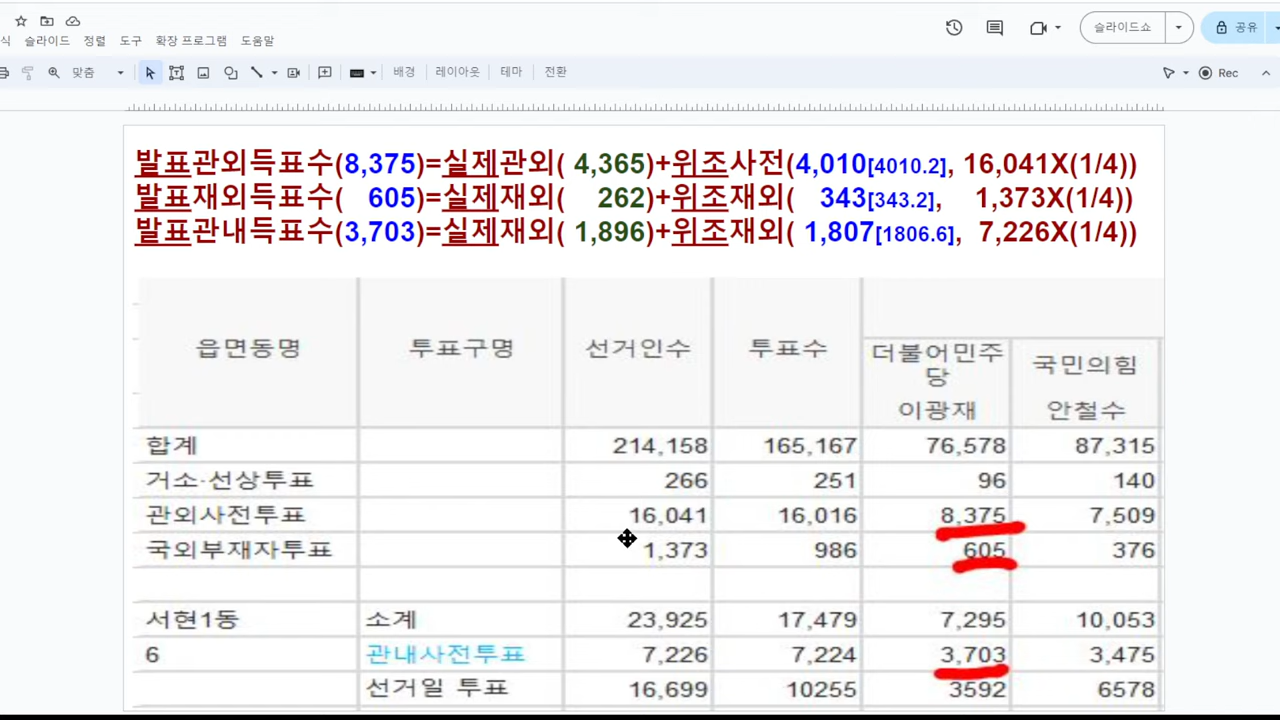 식 슬라이드 정렬 도구 확장 프로그램 도움말
슬라이드쇼 공유
맞춤 배경 레이아웃 테마 전환 Rec
발표관외득표수(8,375)=실제관외( 4,365)+위조사전(4,010[4010.2], 16,041X(1/4))
발표재외득표수( 605)=실제재외( 262)+위조재외( 343[343.2], 1,373X(1/4))
발표관내득표수(3,703)=실제재외( 1,896)+위조재외( 1,807[1806.6], 7,226X(1/4))
읍면동명 투표구명 선거인수 투표수 더불어민주당 이광재 국민의힘 안철수
합계 214,158 165,167 76,578 87,315
거소·선상투표 266 251 96 140
관외사전투표 16,041 16,016 8,375 7,509
국외부재자투표 1,373 986 605 376
서현1동 소계 23,925 17,479 7,295 10,053
6 관내사전투표 7,226 7,224 3,703 3,475
선거일 투표 16,699 10255 3592 6578